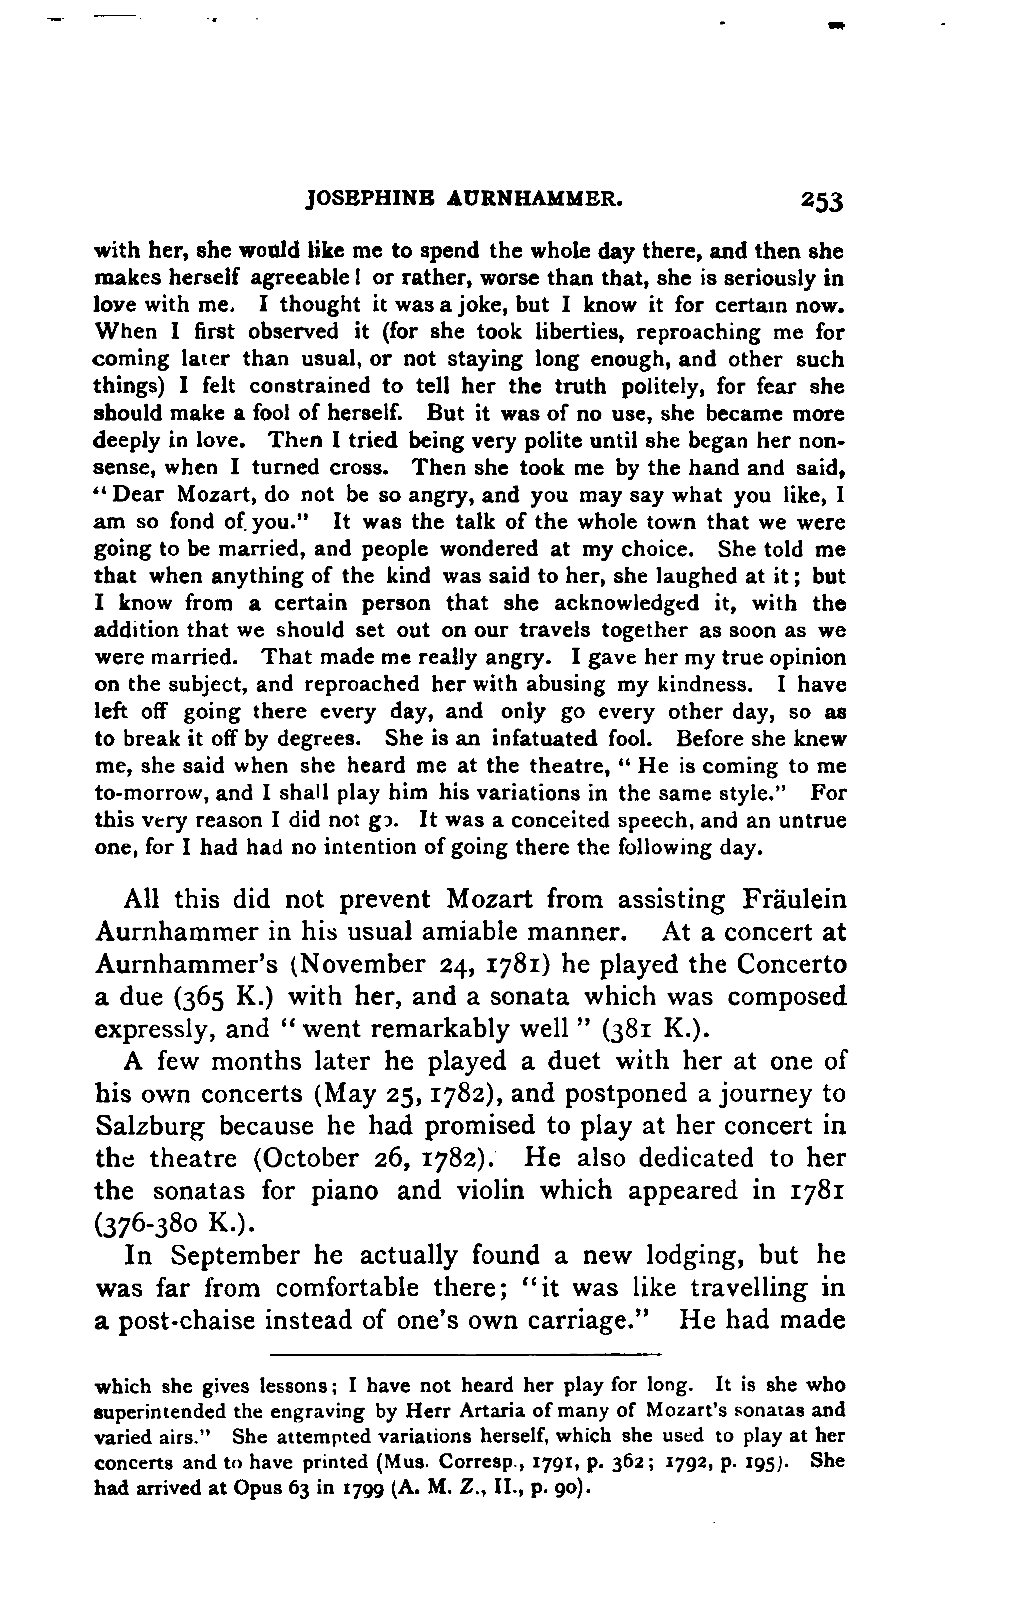 JOSEPHINE AURNHAMMER. 253
with her, she would like me to spend the whole day there, and then she
makes herself agreeable! or rather, worse than that, she is seriously in
love with me. I thought it was a joke, but I know it for certain now.
When I first observed it (for she took liberties, reproaching me for
coming later than usual, or not staying long enough, and other such
things) I felt constrained to tell her the truth politely, for fear she
should make a fool of herself. But it was of no use, she became more
deeply in love. Then I tried being very polite until she began her non-
sense, when I turned cross. Then she took me by the hand and said,
“Dear Mozart, do not be so angry, and you may say what you like, I
am so fond of you.” It was the talk of the whole town that we were
going to be married, and people wondered at my choice. She told me
that when anything of the kind was said to her, she laughed at it; but
I know from a certain person that she acknowledged it, with the
addition that we should set out on our travels together as soon as we
were married. That made me really angry. I gave her my true opinion
on the subject, and reproached her with abusing my kindness. I have
left off going there every day, and only go every other day, so as
to break it off by degrees. She is an infatuated fool. Before she knew
me, she said when she heard me at the theatre, “He is coming to me
to-morrow, and I shall play him his variations in the same style.” For
this very reason I did not go. It was a conceited speech, and an untrue
one, for I had had no intention of going there the following day.
All this did not prevent Mozart from assisting Fräulein
Aurnhammer in his usual amiable manner. At a concert at
Aurnhammer's (November 24, 1781) he played the Concerto
a due (365 K.) with her, and a sonata which was composed
expressly, and “went remarkably well” (381 K.).
A few months later he played a duet with her at one of
his own concerts (May 25, 1782), and postponed a journey to
Salzburg because he had promised to play at her concert in
the theatre (October 26, 1782). He also dedicated to her
the sonatas for piano and violin which appeared in 1781
(376-380 K.).
In September he actually found a new lodging, but he
was far from comfortable there; “it was like travelling in
a post-chaise instead of one's own carriage.” He had made
which she gives lessons; I have not heard her play for long. It is she who
superintended the engraving by Herr Artaria of many of Mozart's sonatas and
varied airs.” She attempted variations herself, which she used to play at her
concerts and to have printed (Mus. Corresp., 1791, p. 362; 1792, p. 195). She
had arrived at Opus 63 in 1799 (A. M. Z., II., p. 90).